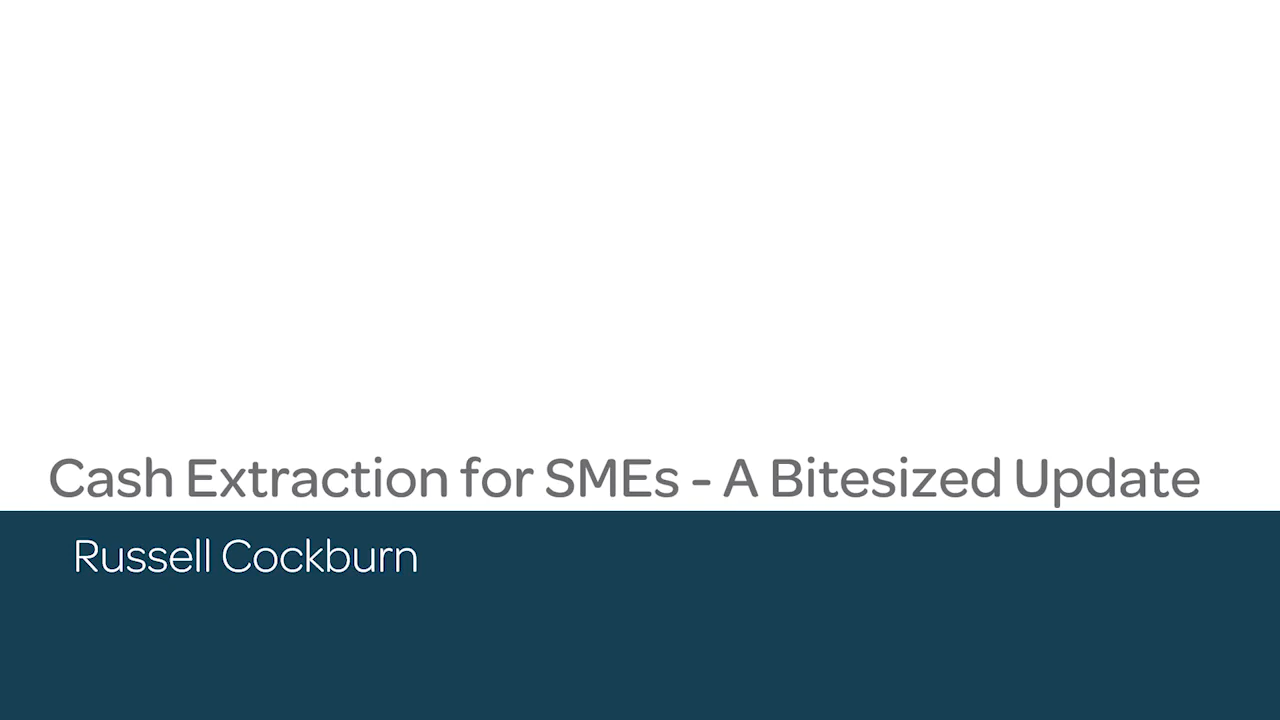 Cash Extraction for SMEs - A Bitesized Update
Russell Cockburn